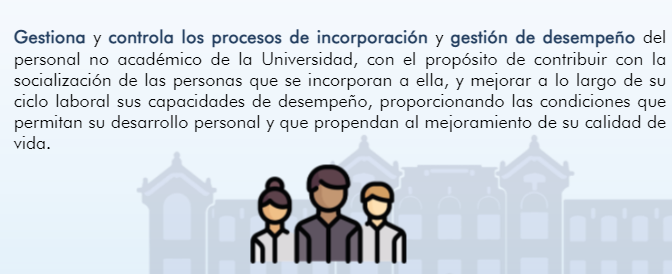 Gestiona y controla los procesos de incorporación y gestión de desempeño del
personal no académico de la Universidad, con el propósito de contribuir con la
socialización de las personas que se incorporan a ella, y mejorar a lo largo de su
ciclo laboral sus capacidades de desempeño, proporcionando las condiciones que
permitan su desarrollo personal y que propendan al mejoramiento de su calidad de
vida.